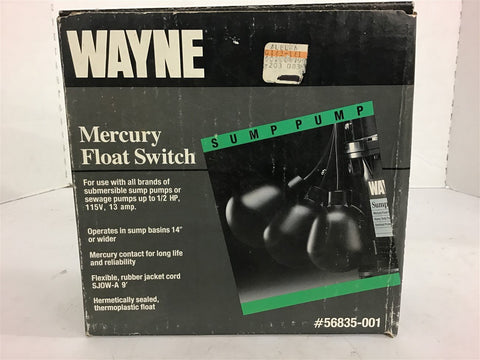 WAYNE
Mercury
Float Switch
For use with all brands of
submersible sump pumps or
sewage pumps up to 1/2 HP,
115V, 13 amp.
Operates in sump basins 14"
or wider
Mercury contact for long life
and reliability
Flexible, rubber jacket cord
SJOW-A 9'
Hermetically sealed,
thermoplastic float
SUMP PUMP
WA
Sump
#56835-001